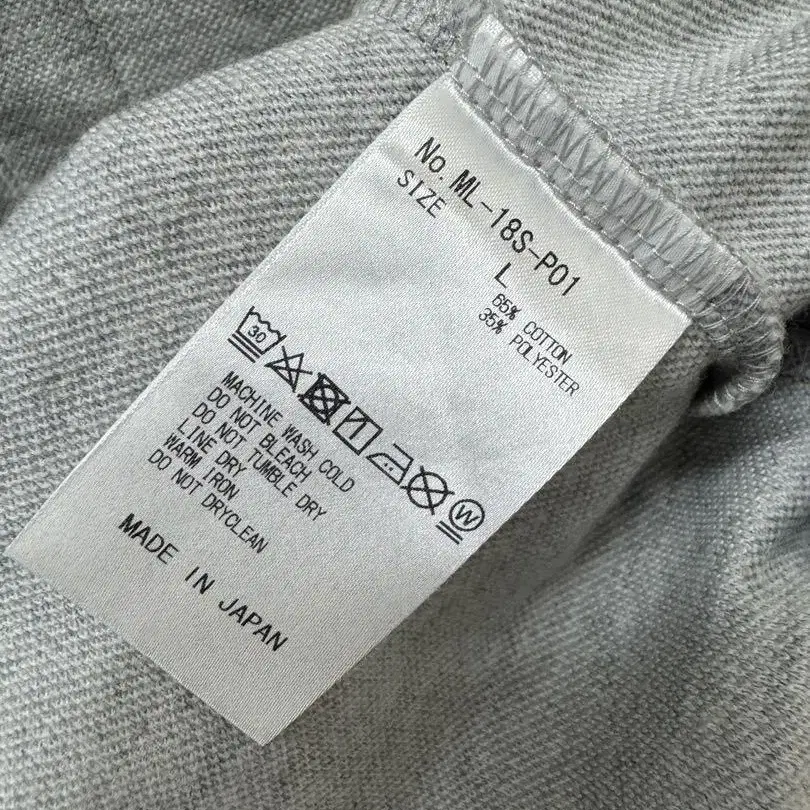 No. ML-18S-P01
SIZE
L
65% COTTON
35% POLYESTER
30
W
MACHINE WASH COLD
DO NOT BLEACH
DO NOT TUMBLE DRY
LINE DRY
WARM IRON
DO NOT DRYCLEAN
MADE IN JAPAN